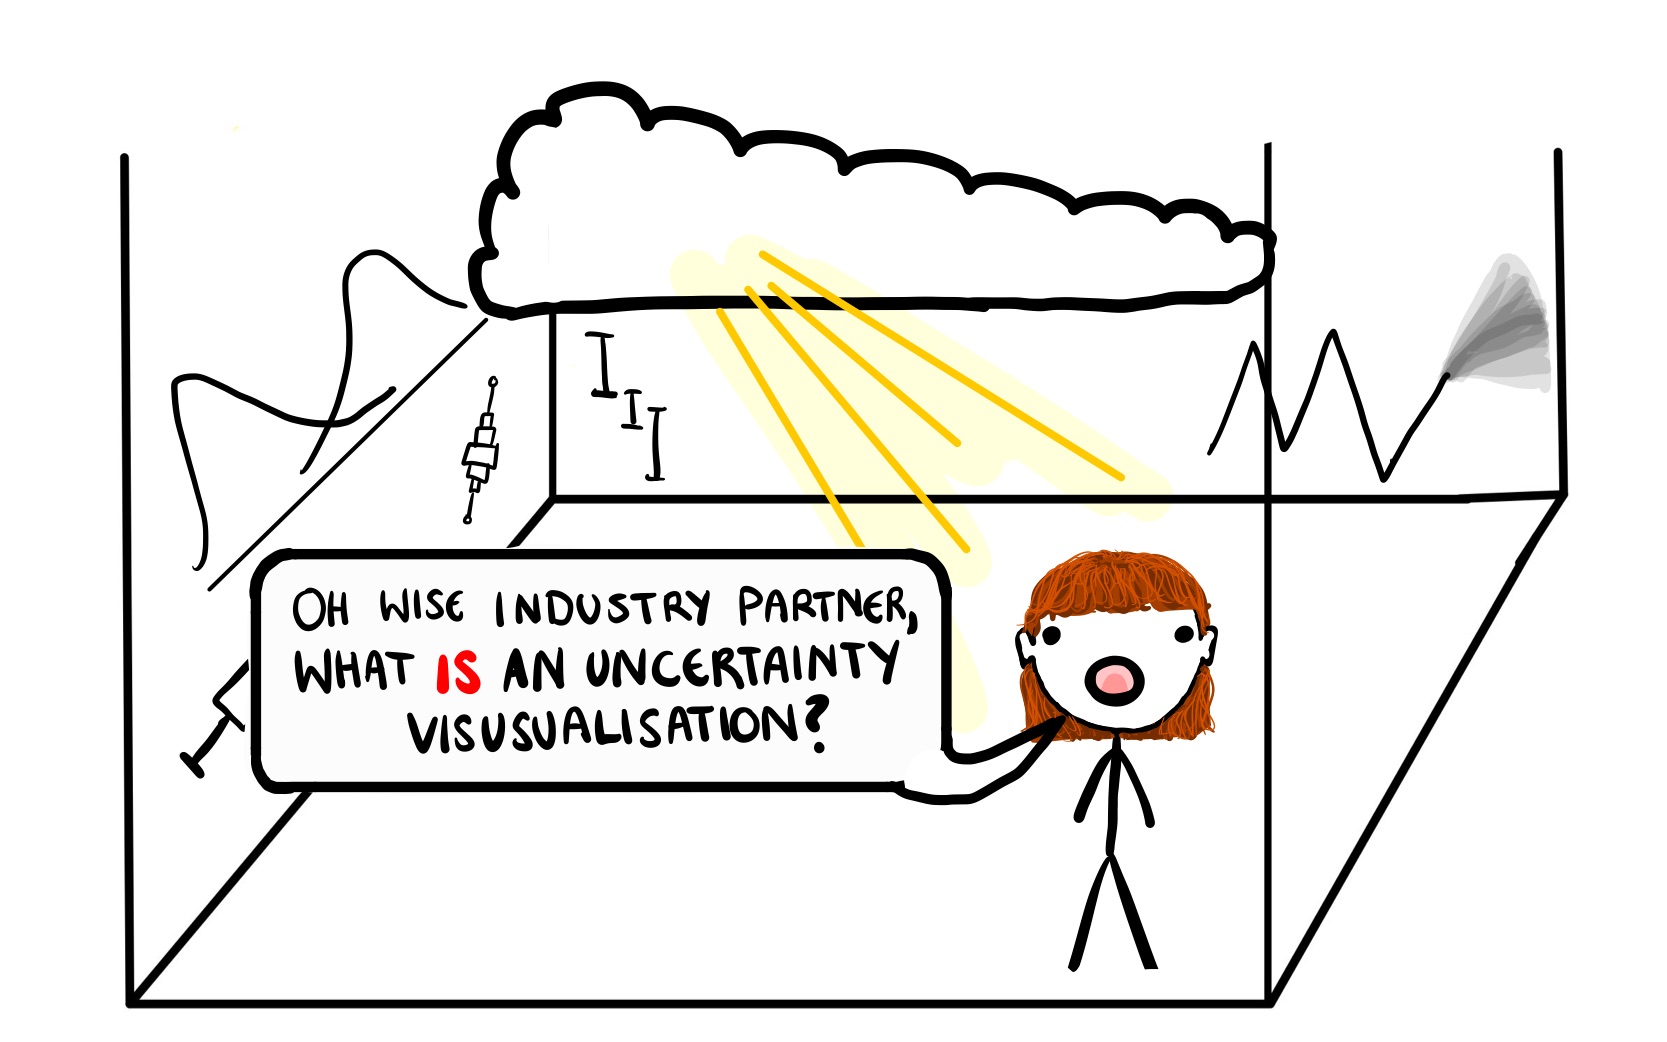 OH WISE INDUSTRY PARTNER,
WHAT IS AN UNCERTAINTY
VISUSUALISATION?